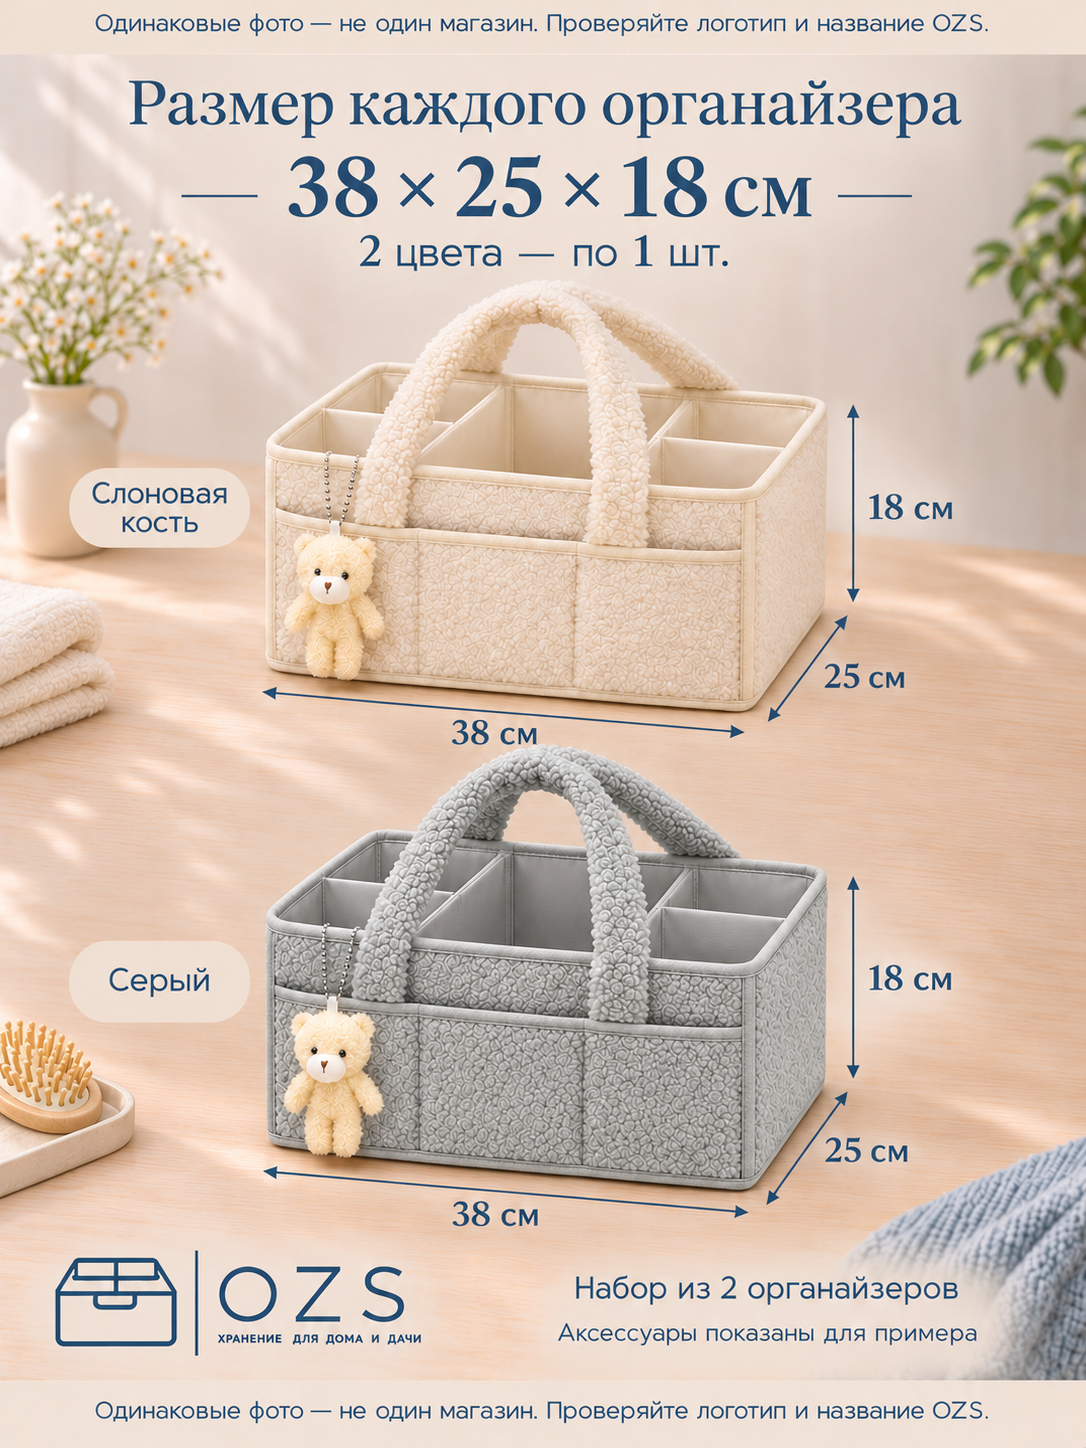 Одинаковые фото — не один магазин. Проверяйте логотип и название OZS.
Размер каждого органайзера
38 × 25 × 18 см
2 цвета — по 1 шт.
Слоновая
кость
18 см
25 см
38 см
Серый
18 см
25 см
38 см
OZS
ХРАНЕНИЕ ДЛЯ ДОМА И ДАЧИ
Набор из 2 органайзеров
Аксессуары показаны для примера
Одинаковые фото — не один магазин. Проверяйте логотип и название OZS.